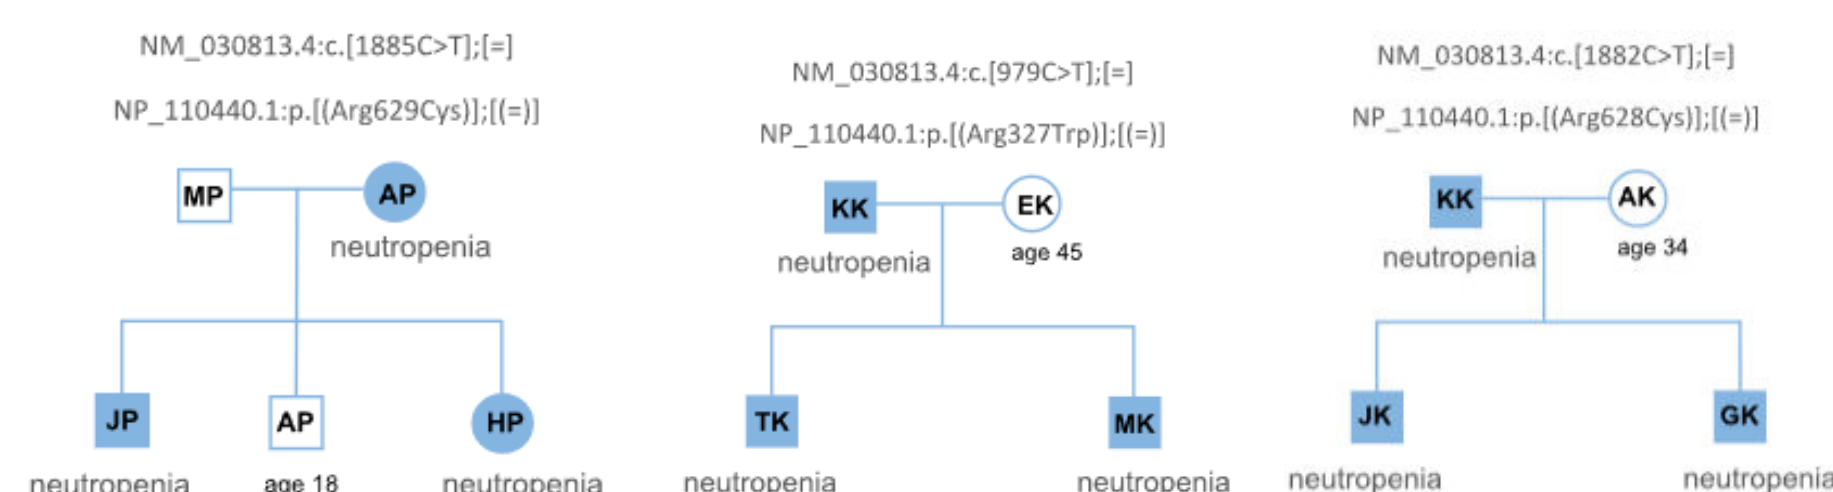 NM_030813.4:c.[1885C>T];[=]
NP_110440.1:p.[(Arg629Cys)];[(=)]
MP
AP
neutropenia
JP
AP
HP
neutropenia
age 18
neutropenia
NM_030813.4:c.[979C>T];[=]
NP_110440.1:p.[(Arg327Trp)];[(=)]
KK
EK
neutropenia
age 45
TK
MK
neutropenia
neutropenia
NM_030813.4:c.[1882C>T];[=]
NP_110440.1:p.[(Arg628Cys)];[(=)]
KK
AK
neutropenia
age 34
JK
GK
neutropenia
neutropenia